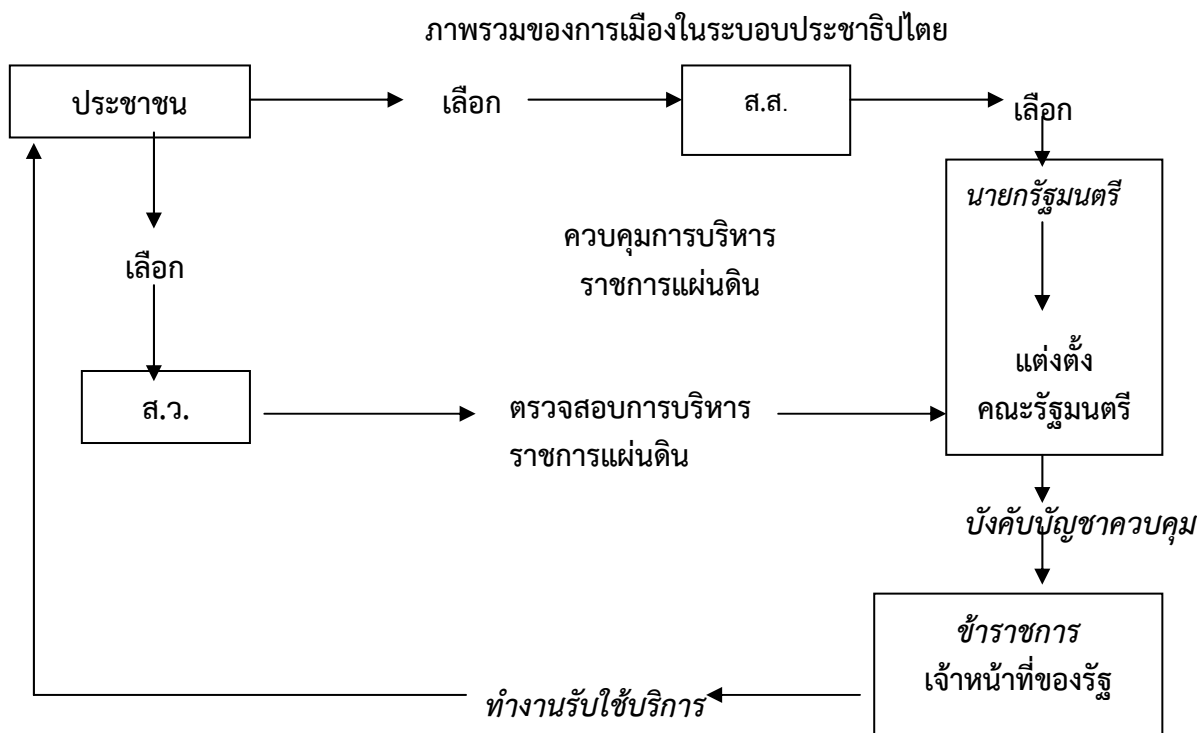 ภาพรวมของการเมืองในระบอบประชาธิปไตย
ประชาชน
เลือก
ส.ส.
เลือก
นายกรัฐมนตรี
ควบคุมการบริหาร
ราชการแผ่นดิน
เลือก
แต่งตั้ง
คณะรัฐมนตรี
ส.ว.
ตรวจสอบการบริหาร
ราชการแผ่นดิน
บังคับบัญชาควบคุม
ข้าราชการ
เจ้าหน้าที่ของรัฐ
ทำงานรับใช้บริการ